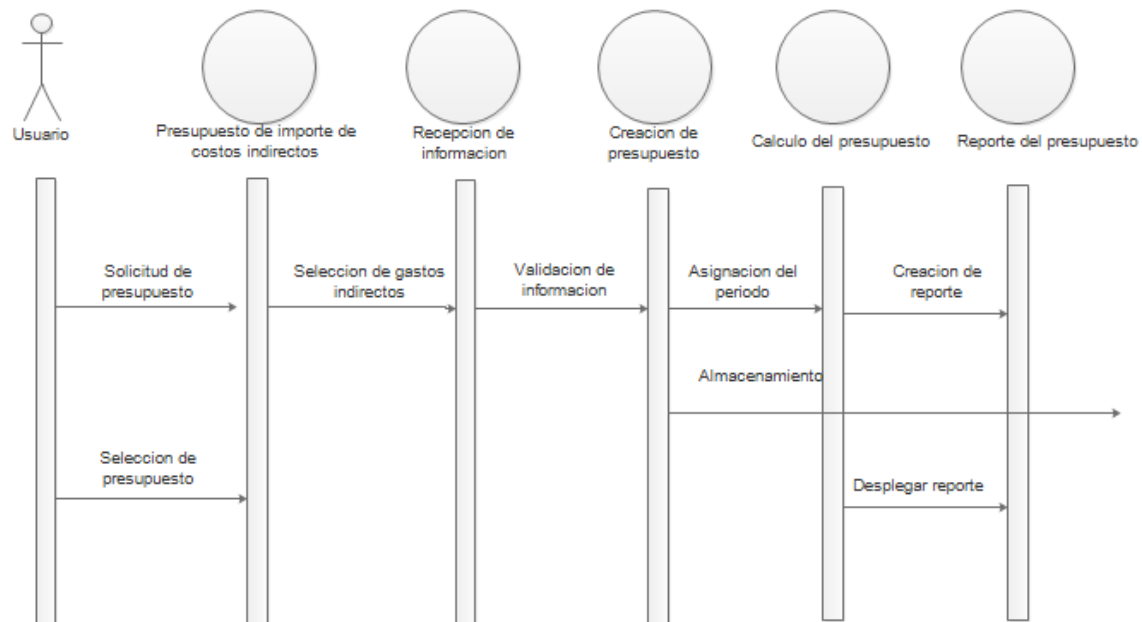 Usuario
Presupuesto de importe de
costos indirectos
Recepcion de
informacion
Creacion de
presupuesto
Calculo del presupuesto
Reporte del presupuesto
Solicitud de
presupuesto
Seleccion de gastos
indirectos
Validacion de
informacion
Asignacion del
periodo
Creacion de
reporte
Almacenamiento
Seleccion de
presupuesto
Desplegar reporte